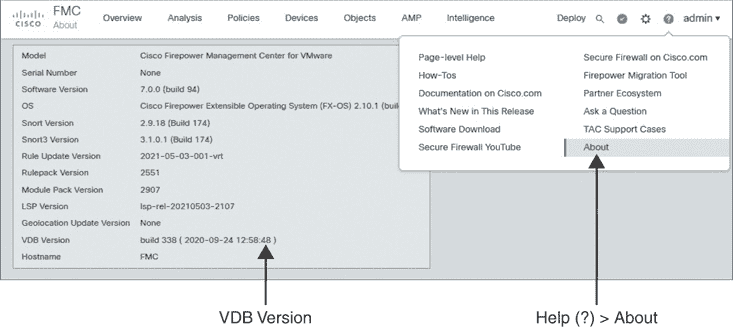 cisco
FMC
About
Overview Analysis Policies Devices Objects AMP Intelligence Deploy admin
Model Cisco Firepower Management Center for VMware
Serial Number None
Software Version 7.0.0 (build 94)
OS Cisco Firepower Extensible Operating System (FX-OS) 2.10.1 (build
Snort Version 2.9.18 (Build 174)
Snort3 Version 3.1.0.1 (Build 174)
Rule Update Version 2021-05-03-001-vrt
Rulepack Version 2551
Module Pack Version 2907
LSP Version lsp-rel-20210503-2107
Geolocation Update Version None
VDB Version build 338 ( 2020-09-24 12:58:48 )
Hostname FMC
Page-level Help
How-Tos
Documentation on Cisco.com
What's New in This Release
Software Download
Secure Firewall YouTube
Secure Firewall on Cisco.com
Firepower Migration Tool
Partner Ecosystem
Ask a Question
TAC Support Cases
About
VDB Version
Help (?) > About